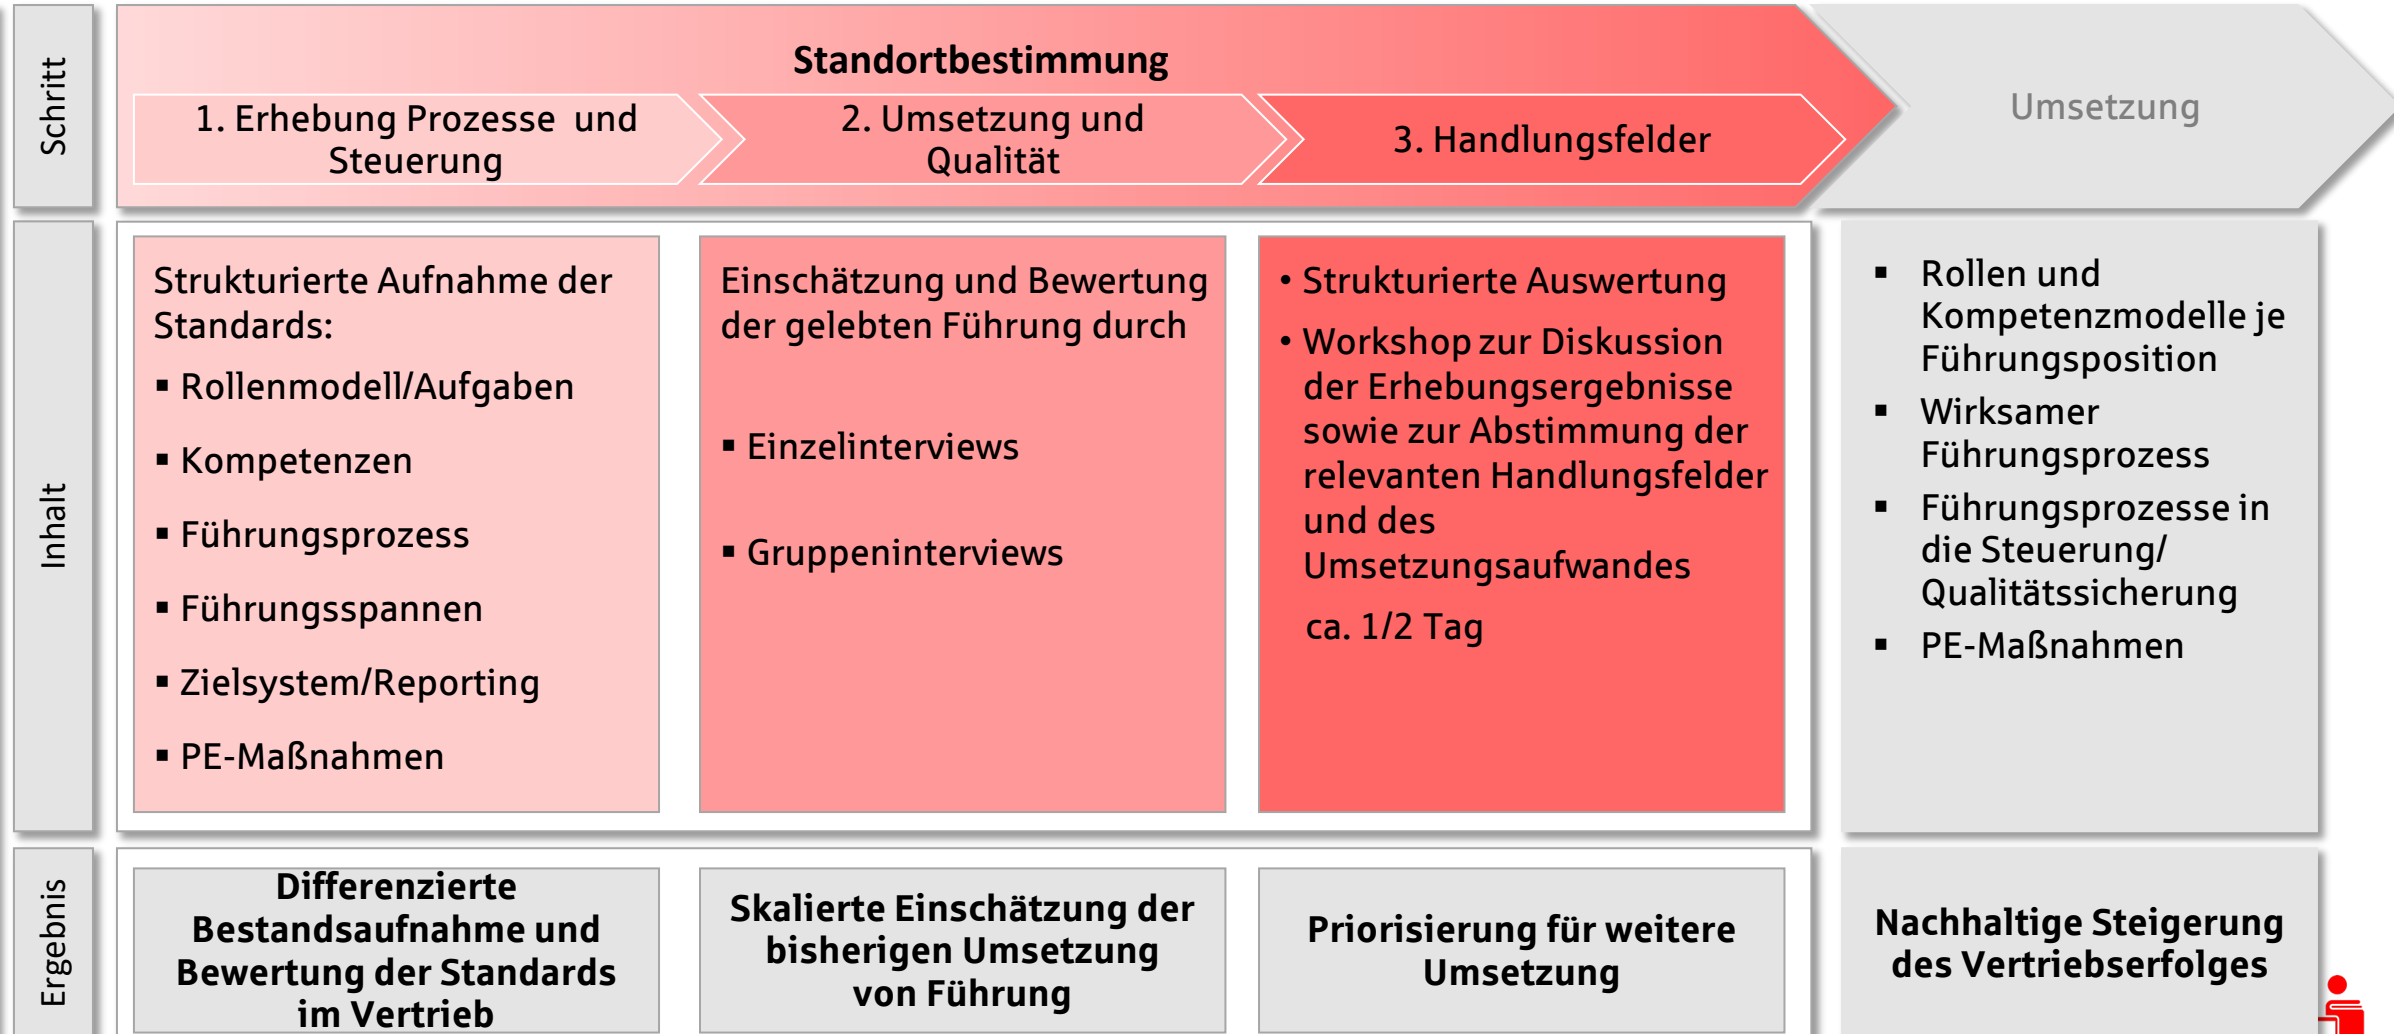 Schritt
Standortbestimmung
1. Erhebung Prozesse und
Steuerung
2. Umsetzung und
Qualität
3. Handlungsfelder
Umsetzung
Inhalt
Strukturierte Aufnahme der
Standards:
▪ Rollenmodell/Aufgaben
▪ Kompetenzen
▪ Führungsprozess
▪ Führungsspannen
▪ Zielsystem/Reporting
▪ PE-Maßnahmen
Einschätzung und Bewertung
der gelebten Führung durch
▪ Einzelinterviews
▪ Gruppeninterviews
• Strukturierte Auswertung
• Workshop zur Diskussion
der Erhebungsergebnisse
sowie zur Abstimmung der
relevanten Handlungsfelder
und des
Umsetzungsaufwandes
ca. 1/2 Tag
▪ Rollen und
Kompetenzmodelle je
Führungsposition
▪ Wirksamer
Führungsprozess
▪ Führungsprozesse in
die Steuerung/
Qualitätssicherung
▪ PE-Maßnahmen
Ergebnis
Differenzierte
Bestandsaufnahme und
Bewertung der Standards
im Vertrieb
Skalierte Einschätzung der
bisherigen Umsetzung
von Führung
Priorisierung für weitere
Umsetzung
Nachhaltige Steigerung
des Vertriebserfolges